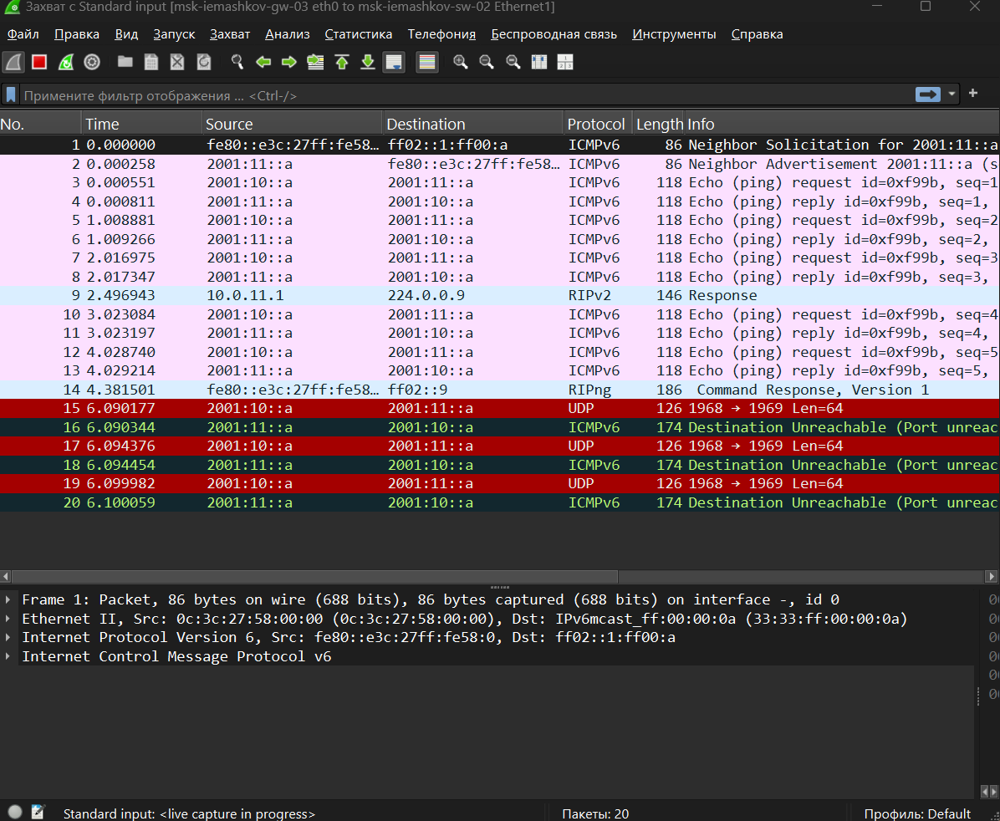 Захват с Standard input [msk-iemashkov-gw-03 eth0 to msk-iemashkov-sw-02 Ethernet1]
Файл Правка Вид Запуск Захват Анализ Статистика Телефония Беспроводная связь Инструменты Справка
Примените фильтр отображения ... <Ctrl-/>
No. Time Source Destination Protocol Length Info
1 0.000000 fe80::e3c:27ff:fe58… ff02::1:ff00:a ICMPv6 86 Neighbor Solicitation for 2001:11::a
2 0.000258 2001:11::a fe80::e3c:27ff:fe58… ICMPv6 86 Neighbor Advertisement 2001:11::a (s
3 0.000551 2001:10::a 2001:11::a ICMPv6 118 Echo (ping) request id=0xf99b, seq=1
4 0.000811 2001:11::a 2001:10::a ICMPv6 118 Echo (ping) reply id=0xf99b, seq=1,
5 1.008881 2001:10::a 2001:11::a ICMPv6 118 Echo (ping) request id=0xf99b, seq=2
6 1.009266 2001:11::a 2001:10::a ICMPv6 118 Echo (ping) reply id=0xf99b, seq=2,
7 2.016975 2001:10::a 2001:11::a ICMPv6 118 Echo (ping) request id=0xf99b, seq=3
8 2.017347 2001:11::a 2001:10::a ICMPv6 118 Echo (ping) reply id=0xf99b, seq=3,
9 2.496943 10.0.11.1 224.0.0.9 RIPv2 146 Response
10 3.023084 2001:10::a 2001:11::a ICMPv6 118 Echo (ping) request id=0xf99b, seq=4
11 3.023197 2001:11::a 2001:10::a ICMPv6 118 Echo (ping) reply id=0xf99b, seq=4,
12 4.028740 2001:10::a 2001:11::a ICMPv6 118 Echo (ping) request id=0xf99b, seq=5
13 4.029214 2001:11::a 2001:10::a ICMPv6 118 Echo (ping) reply id=0xf99b, seq=5,
14 4.381501 fe80::e3c:27ff:fe58… ff02::9 RIPng 186 Command Response, Version 1
15 6.090177 2001:10::a 2001:11::a UDP 126 1968 → 1969 Len=64
16 6.090344 2001:11::a 2001:10::a ICMPv6 174 Destination Unreachable (Port unreac
17 6.094376 2001:10::a 2001:11::a UDP 126 1968 → 1969 Len=64
18 6.094454 2001:11::a 2001:10::a ICMPv6 174 Destination Unreachable (Port unreac
19 6.099982 2001:10::a 2001:11::a UDP 126 1968 → 1969 Len=64
20 6.100059 2001:11::a 2001:10::a ICMPv6 174 Destination Unreachable (Port unreac
Frame 1: Packet, 86 bytes on wire (688 bits), 86 bytes captured (688 bits) on interface -, id 0
Ethernet II, Src: 0c:3c:27:58:00:00 (0c:3c:27:58:00:00), Dst: IPv6mcast_ff:00:00:0a (33:33:ff:00:00:0a)
Internet Protocol Version 6, Src: fe80::e3c:27ff:fe58:0, Dst: ff02::1:ff00:a
Internet Control Message Protocol v6
Standard input: <live capture in progress> Пакеты: 20 Профиль: Default